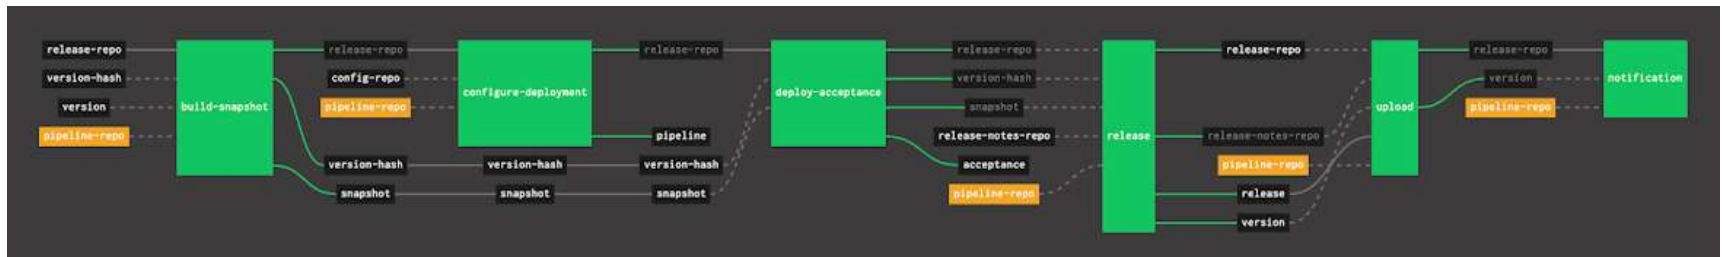 release-repo
version-hash
version
pipeline-repo
build-snapshot
release-repo
config-repo
pipeline-repo
version-hash
snapshot
configure-deployment
version-hash
snapshot
release-repo
pipeline
version-hash
snapshot
deploy-acceptance
release-repo
version-hash
snapshot
release-notes-repo
acceptance
pipeline-repo
release
release-repo
release-notes-repo
pipeline-repo
release
version
upload
release-repo
version
pipeline-repo
notification